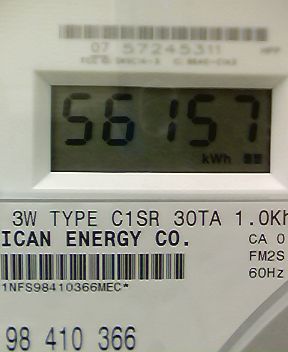 07 57245311
56157
kWh
3W TYPE C1SR 30TA 1.0Kh
ICAN ENERGY CO.
CA 0
FM2S
60Hz
1NFS98410366MEC*
98 410 366